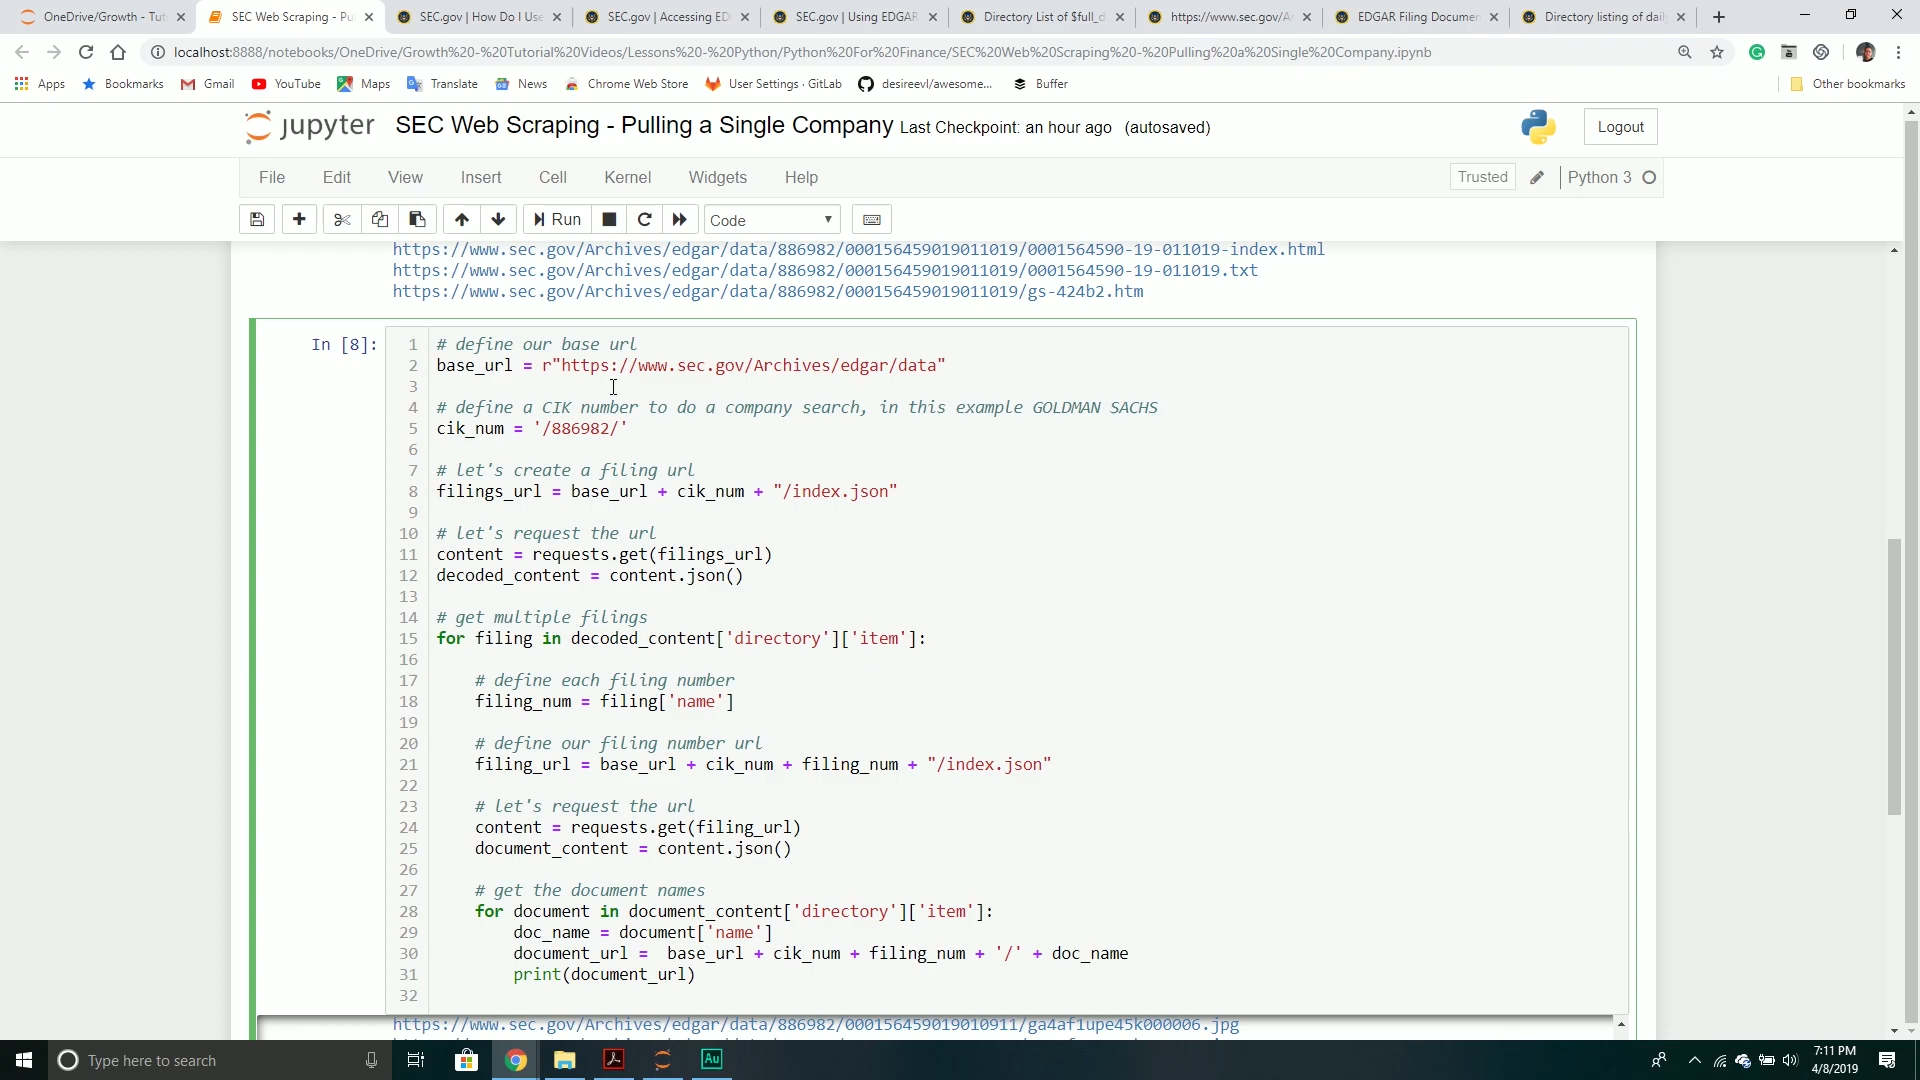 OneDrive/Growth - Tut
SEC Web Scraping - Pu
SEC.gov | How Do I Use
SEC.gov | Accessing ED
SEC.gov | Using EDGAR
Directory List of $full_d
https://www.sec.gov/A
EDGAR Filing Documen
Directory listing of dail
localhost:8888/notebooks/OneDrive/Growth%20-%20Tutorial%20Videos/Lessons%20-%20Python/Python%20For%20Finance/SEC%20Web%20Scraping%20-%20Pulling%20a%20Single%20Company.ipynb
Apps
Bookmarks
Gmail
YouTube
Maps
Translate
News
Chrome Web Store
User Settings · GitLab
desireevl/awesome...
Buffer
Other bookmarks
jupyter SEC Web Scraping - Pulling a Single Company Last Checkpoint: an hour ago (autosaved)
Logout
File Edit View Insert Cell Kernel Widgets Help
Trusted
Python 3
Run
Code
https://www.sec.gov/Archives/edgar/data/886982/000156459019011019/0001564590-19-011019-index.html
https://www.sec.gov/Archives/edgar/data/886982/000156459019011019/0001564590-19-011019.txt
https://www.sec.gov/Archives/edgar/data/886982/000156459019011019/gs-424b2.htm
In [8]:
1 # define our base url
2 base_url = r"https://www.sec.gov/Archives/edgar/data"
3
4 # define a CIK number to do a company search, in this example GOLDMAN SACHS
5 cik_num = '/886982/'
6
7 # let's create a filing url
8 filings_url = base_url + cik_num + "/index.json"
9
10 # let's request the url
11 content = requests.get(filings_url)
12 decoded_content = content.json()
13
14 # get multiple filings
15 for filing in decoded_content['directory']['item']:
16
17 # define each filing number
18 filing_num = filing['name']
19
20 # define our filing number url
21 filing_url = base_url + cik_num + filing_num + "/index.json"
22
23 # let's request the url
24 content = requests.get(filing_url)
25 document_content = content.json()
26
27 # get the document names
28 for document in document_content['directory']['item']:
29 doc_name = document['name']
30 document_url =  base_url + cik_num + filing_num + '/' + doc_name
31 print(document_url)
32
https://www.sec.gov/Archives/edgar/data/886982/000156459019010911/ga4af1upe45k000006.jpg
Type here to search
Au
7:11 PM
4/8/2019